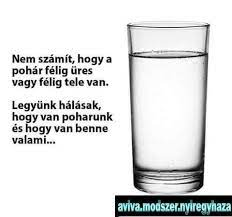 Nem számít, hogy a
pohár félig üres
vagy félig tele van.
Legyünk hálásak,
hogy van poharunk
és hogy van benne
valami...
aviva.modszer.nyiregyhaza